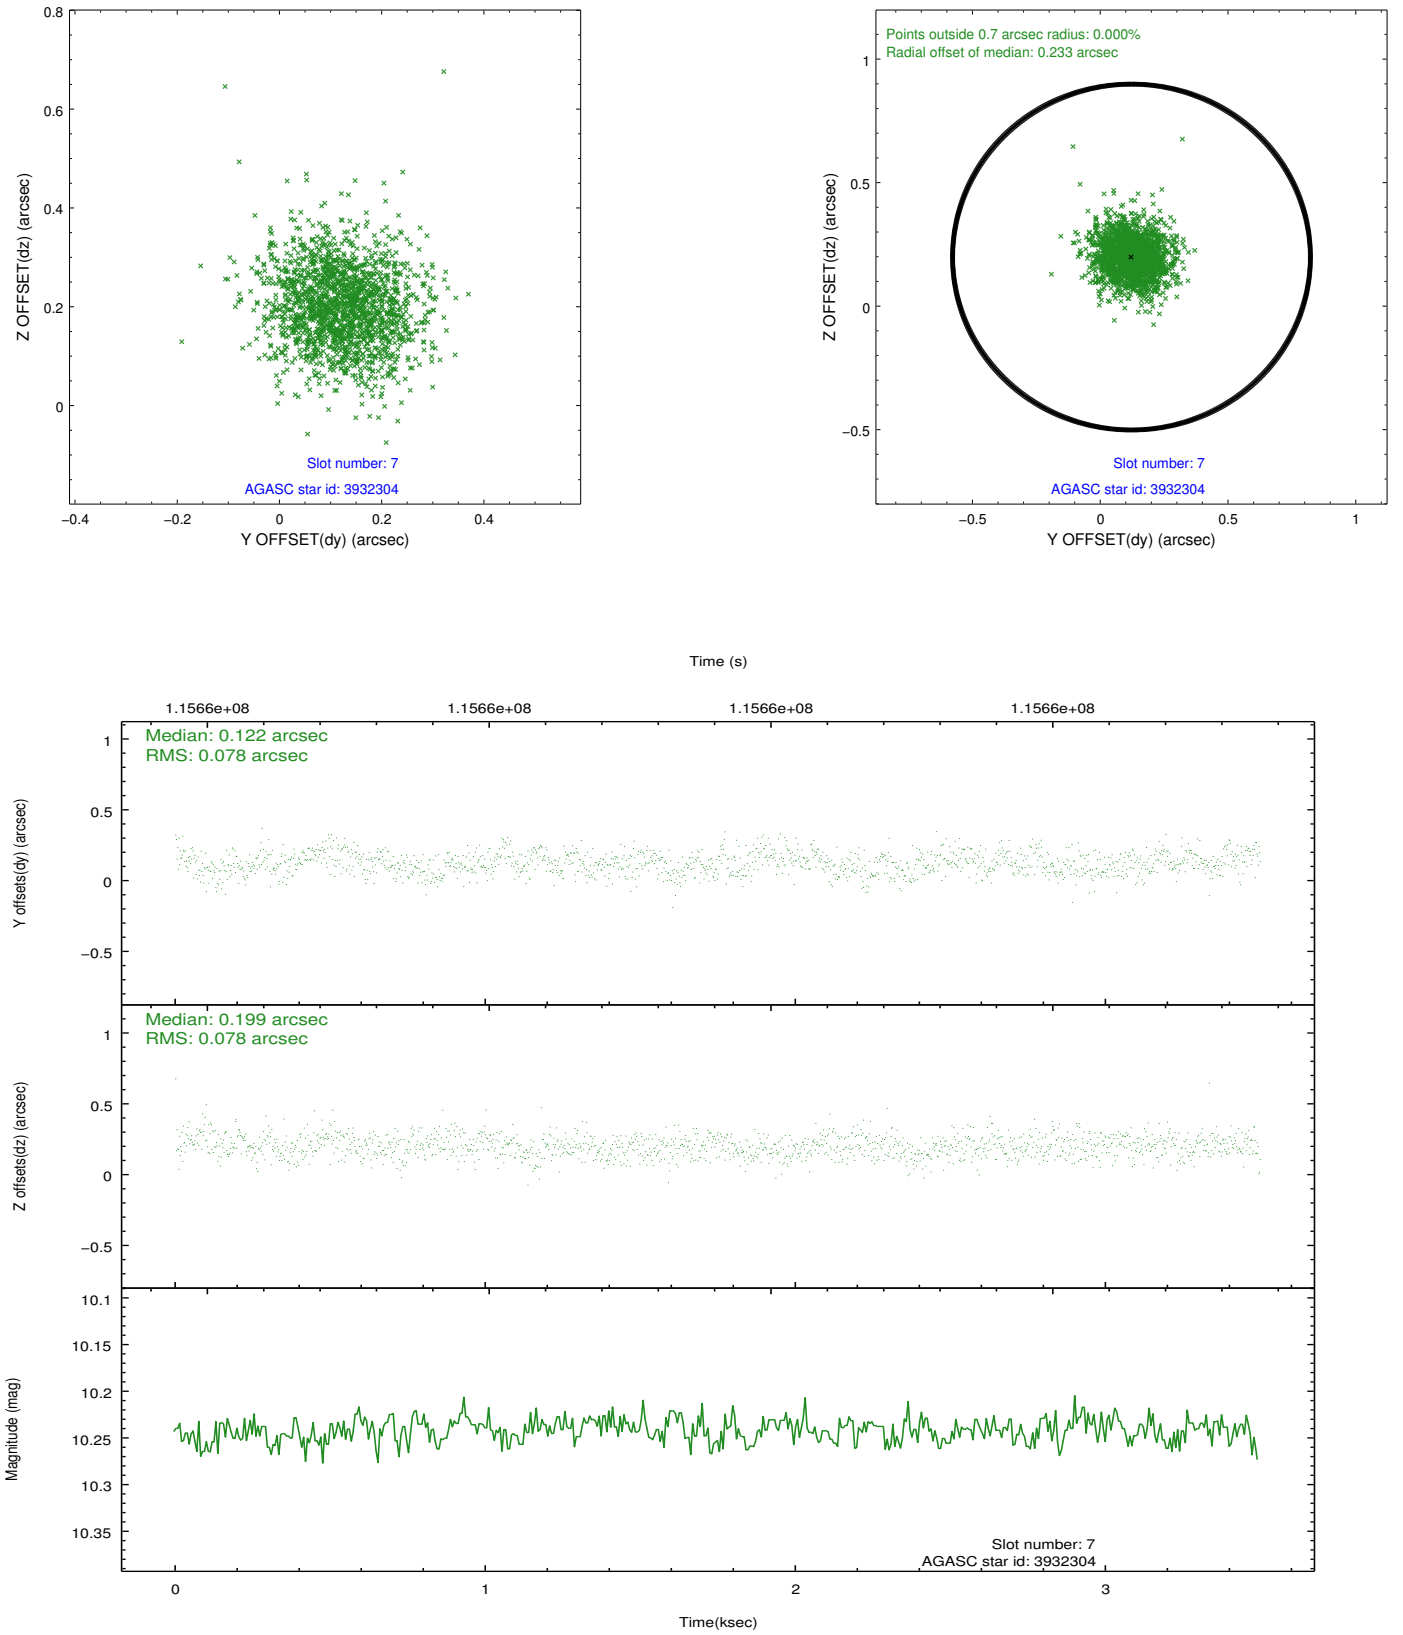 0.8
0.6
0.4
0.2
0
Z OFFSET(dz) (arcsec)
Slot number: 7
AGASC star id: 3932304
−0.4 −0.2 0 0.2 0.4
Y OFFSET(dy) (arcsec)
Points outside 0.7 arcsec radius: 0.000%
Radial offset of median: 0.233 arcsec
1
0.5
0
−0.5
Z OFFSET(dz) (arcsec)
Slot number: 7
AGASC star id: 3932304
−0.5 0 0.5 1
Y OFFSET(dy) (arcsec)
Time (s)
1.1566e+08 1.1566e+08 1.1566e+08 1.1566e+08
Median: 0.122 arcsec
RMS: 0.078 arcsec
1
0.5
0
−0.5
Y offsets(dy) (arcsec)
Median: 0.199 arcsec
RMS: 0.078 arcsec
1
0.5
0
−0.5
Z offsets(dz) (arcsec)
10.1
10.15
10.2
10.25
10.3
10.35
Magnitude (mag)
Slot number: 7
AGASC star id: 3932304
0 1 2 3
Time(ksec)